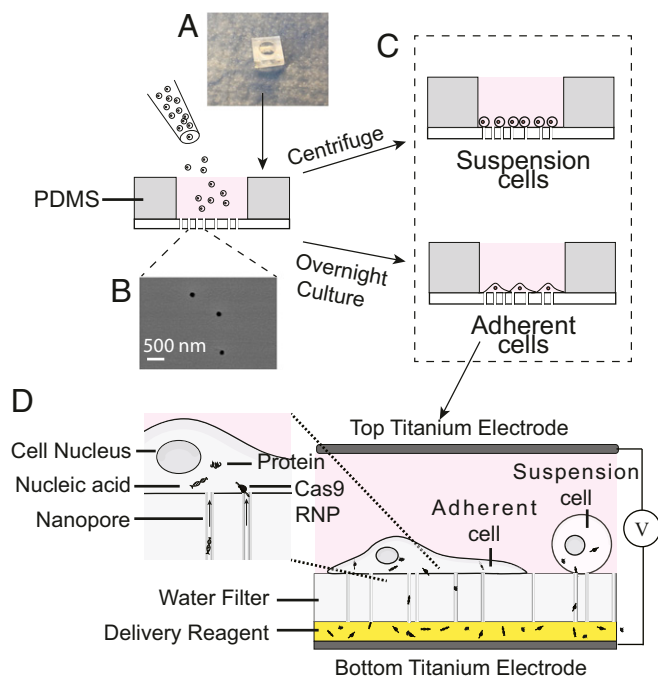 A
C
Centrifuge
Suspension
cells
PDMS
Overnight
Culture
B
500 nm
Adherent
cells
D
Top Titanium Electrode
Cell Nucleus
Protein
Nucleic acid
Cas9
RNP
Nanopore
Suspension
cell
Adherent
cell
V
Water Filter
Delivery Reagent
Bottom Titanium Electrode